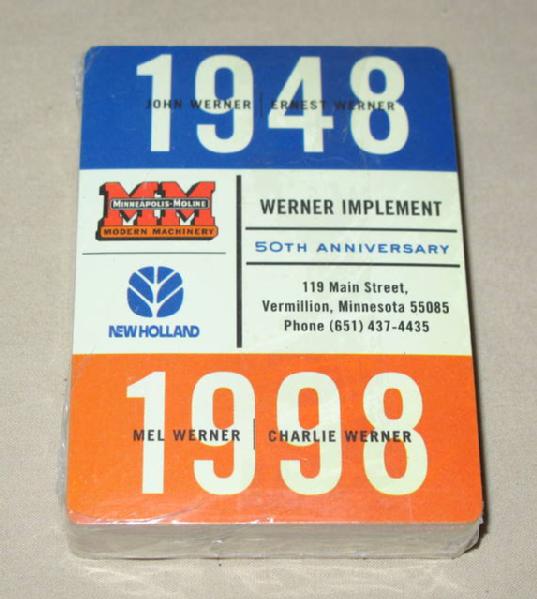 1948
JOHN WERNER | ERNEST WERNER
MM
MINNEAPOLIS-MOLINE
MODERN MACHINERY
NEW HOLLAND
WERNER IMPLEMENT
50TH ANNIVERSARY
119 Main Street,
Vermillion, Minnesota 55085
Phone (651) 437-4435
1998
MEL WERNER | CHARLIE WERNER